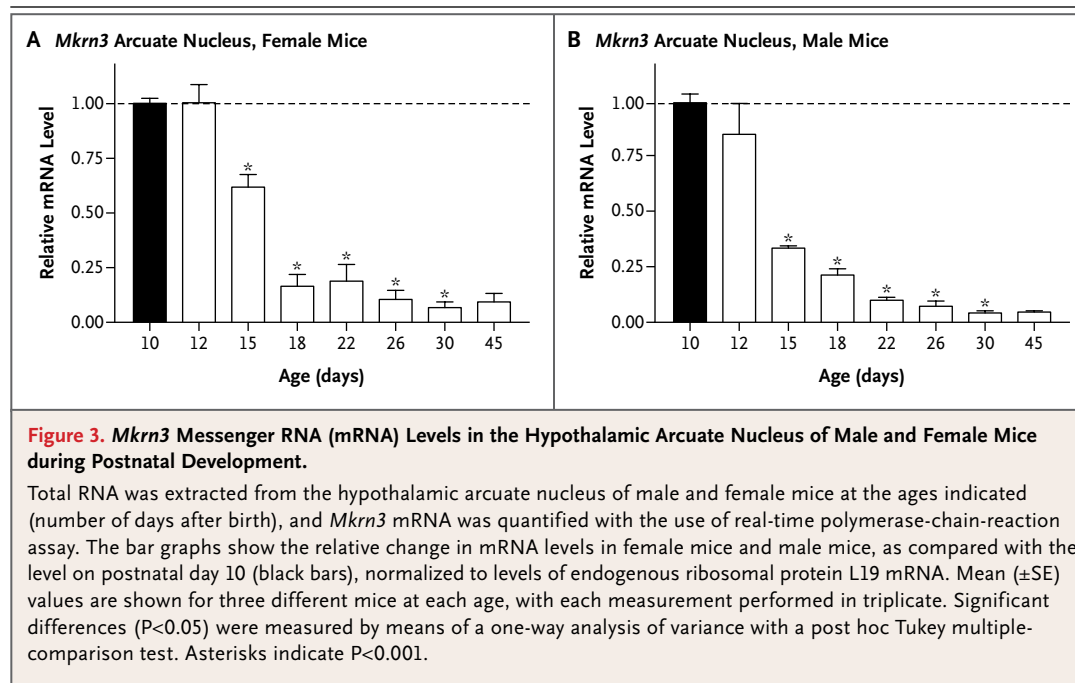 A Mkrn3 Arcuate Nucleus, Female Mice
Relative mRNA Level
1.00
0.75
0.50
0.25
0.00
*
*
*
*
*
10 12 15 18 22 26 30 45
Age (days)
B Mkrn3 Arcuate Nucleus, Male Mice
Relative mRNA Level
1.00
0.75
0.50
0.25
0.00
*
*
*
*
*
10 12 15 18 22 26 30 45
Age (days)
Figure 3. Mkrn3 Messenger RNA (mRNA) Levels in the Hypothalamic Arcuate Nucleus of Male and Female Mice
during Postnatal Development.
Total RNA was extracted from the hypothalamic arcuate nucleus of male and female mice at the ages indicated
(number of days after birth), and Mkrn3 mRNA was quantified with the use of real-time polymerase-chain-reaction
assay. The bar graphs show the relative change in mRNA levels in female mice and male mice, as compared with the
level on postnatal day 10 (black bars), normalized to levels of endogenous ribosomal protein L19 mRNA. Mean (±SE)
values are shown for three different mice at each age, with each measurement performed in triplicate. Significant
differences (P<0.05) were measured by means of a one-way analysis of variance with a post hoc Tukey multiple-
comparison test. Asterisks indicate P<0.001.